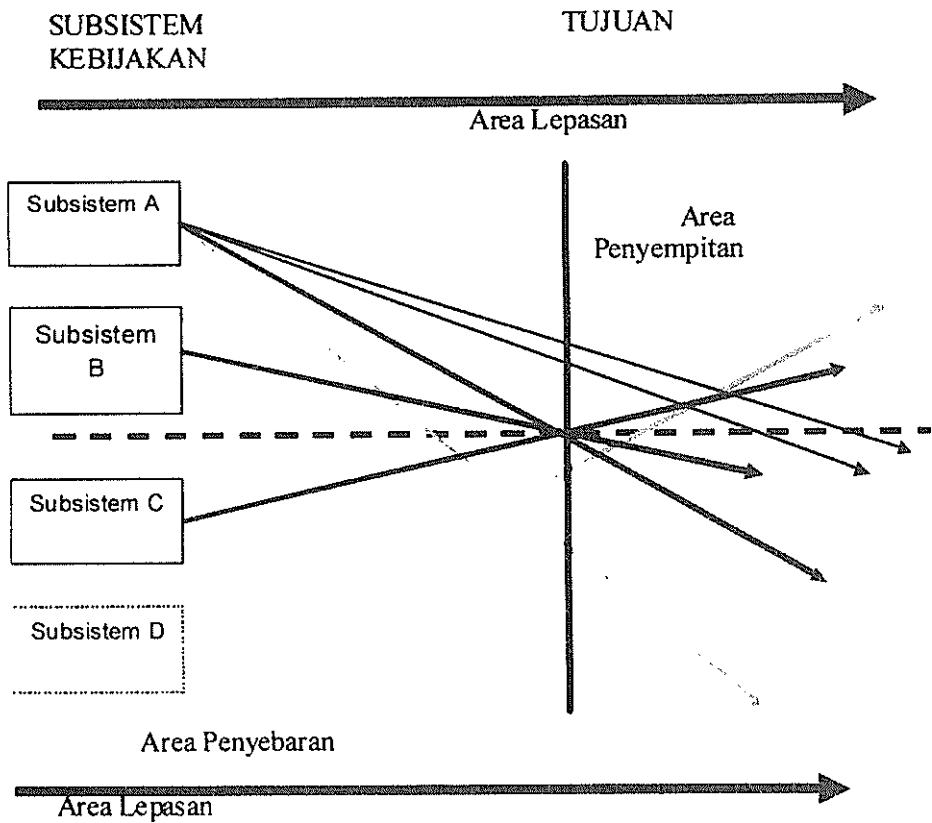 SUBSISTEM
KEBIJAKAN
TUJUAN
Area Lepasan
Subsistem A
Area
Penyempitan
Subsistem
B
Subsistem C
Subsistem D
Area Penyebaran
Area Lepasan